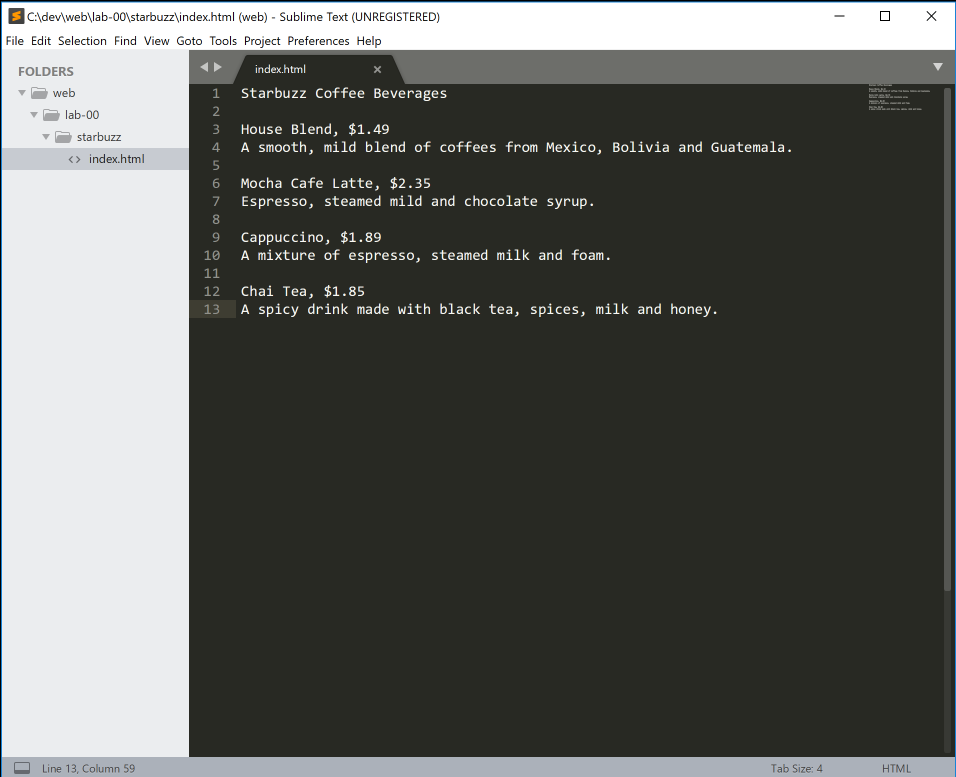 C:\dev\web\lab-00\starbuzz\index.html (web) - Sublime Text (UNREGISTERED)
File Edit Selection Find View Goto Tools Project Preferences Help
FOLDERS
web
lab-00
starbuzz
<> index.html
index.html
1 Starbuzz Coffee Beverages
2
3 House Blend, $1.49
4 A smooth, mild blend of coffees from Mexico, Bolivia and Guatemala.
5
6 Mocha Cafe Latte, $2.35
7 Espresso, steamed mild and chocolate syrup.
8
9 Cappuccino, $1.89
10 A mixture of espresso, steamed milk and foam.
11
12 Chai Tea, $1.85
13 A spicy drink made with black tea, spices, milk and honey.
Line 13, Column 59 Tab Size: 4 HTML